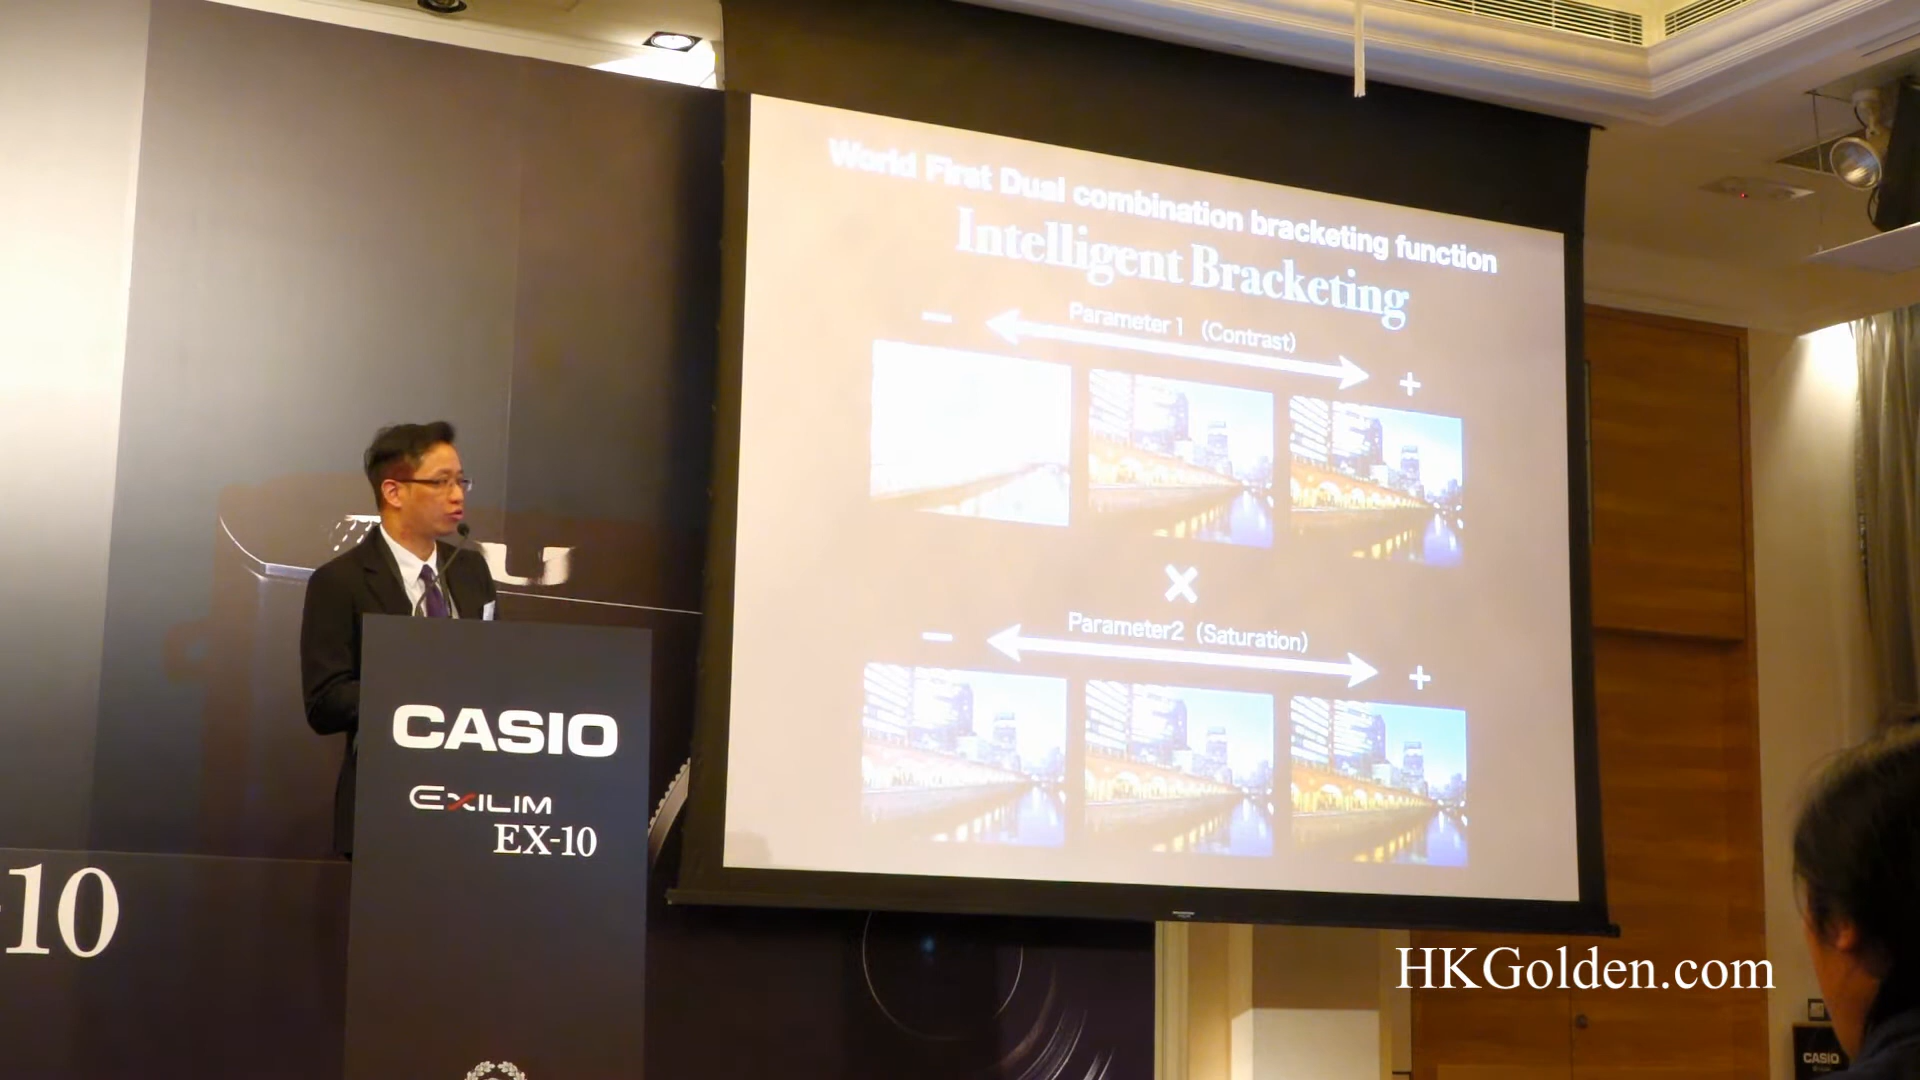 World First Dual combination bracketing function
Intelligent Bracketing
− Parameter 1 (Contrast) +
×
− Parameter2 (Saturation) +
CASIO
EXILIM
EX-10
-10
HKGolden.com
CASIO